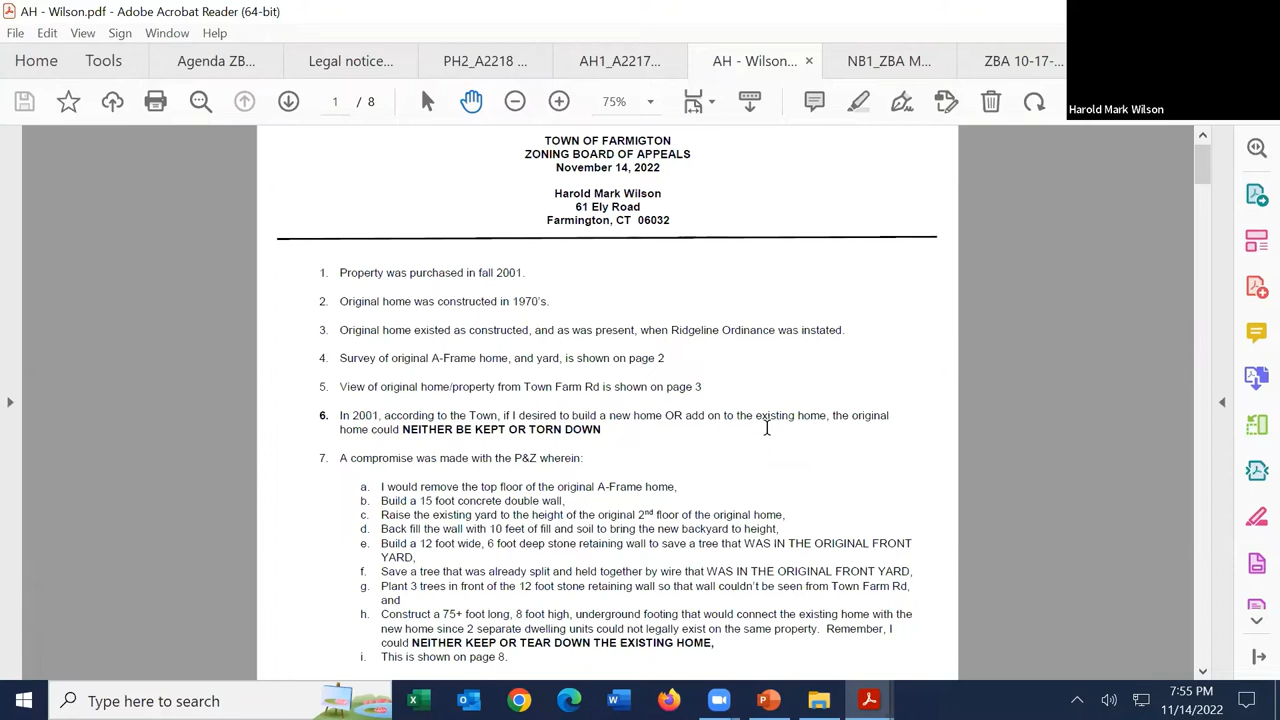 AH - Wilson.pdf - Adobe Acrobat Reader (64-bit)
File Edit View Sign Window Help
Home Tools Agenda ZB... Legal notice... PH2_A2218 ... AH1_A2217... AH - Wilson... × NB1_ZBA M... ZBA 10-17-...
1 / 8 75%
Harold Mark Wilson
TOWN OF FARMIGTON
ZONING BOARD OF APPEALS
November 14, 2022
Harold Mark Wilson
61 Ely Road
Farmington, CT 06032
1. Property was purchased in fall 2001.
2. Original home was constructed in 1970's.
3. Original home existed as constructed, and as was present, when Ridgeline Ordinance was instated.
4. Survey of original A-Frame home, and yard, is shown on page 2
5. View of original home/property from Town Farm Rd is shown on page 3
6. In 2001, according to the Town, if I desired to build a new home OR add on to the existing home, the original
home could NEITHER BE KEPT OR TORN DOWN
7. A compromise was made with the P&Z wherein:
a. I would remove the top floor of the original A-Frame home,
b. Build a 15 foot concrete double wall,
c. Raise the existing yard to the height of the original 2nd floor of the original home,
d. Back fill the wall with 10 feet of fill and soil to bring the new backyard to height,
e. Build a 12 foot wide, 6 foot deep stone retaining wall to save a tree that WAS IN THE ORIGINAL FRONT
YARD,
f. Save a tree that was already split and held together by wire that WAS IN THE ORIGINAL FRONT YARD,
g. Plant 3 trees in front of the 12 foot stone retaining wall so that wall couldn't be seen from Town Farm Rd,
and
h. Construct a 75+ foot long, 8 foot high, underground footing that would connect the existing home with the
new home since 2 separate dwelling units could not legally exist on the same property. Remember, I
could NEITHER KEEP OR TEAR DOWN THE EXISTING HOME,
i. This is shown on page 8.
Type here to search
7:55 PM
11/14/2022